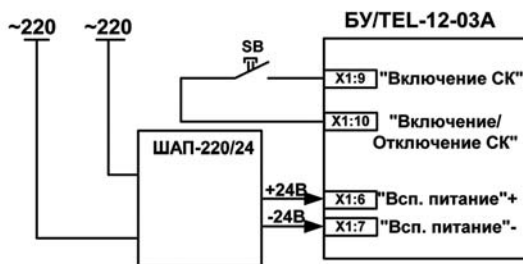 ~220 ~220
БУ/TEL-12-03А
SB
X1:9 "Включение СК"
X1:10 "Включение/
Отключение СК"
ШАП-220/24
+24В X1:6 "Всп. питание"+
-24В X1:7 "Всп. питание"-